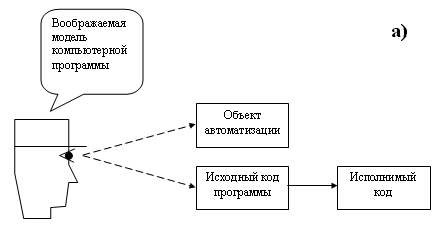 Воображаемая
модель
компьютерной
программы
а)
Объект
автоматизации
Исходный код
программы
Исполнимый
код